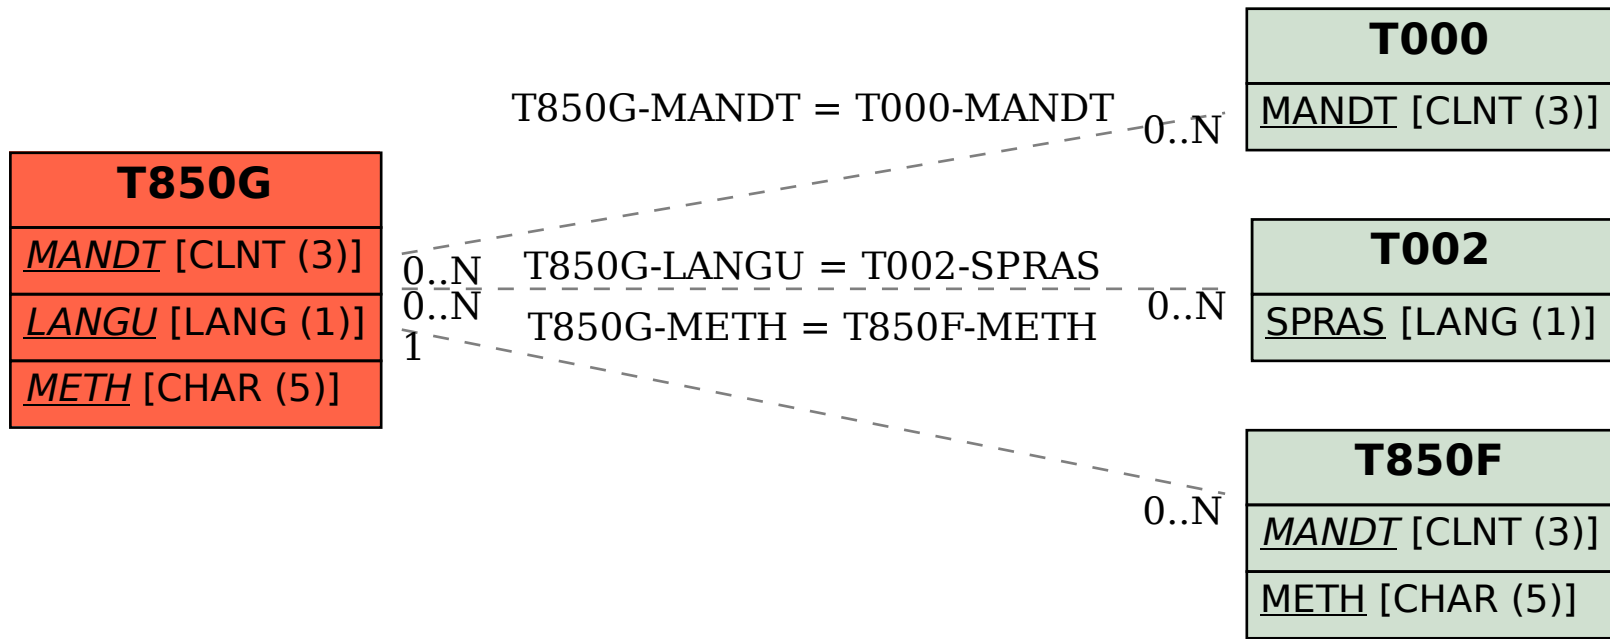 T850G
MANDT [CLNT (3)]
LANGU [LANG (1)]
METH [CHAR (5)]
T850G-MANDT = T000-MANDT
0..N
0..N
T850G-LANGU = T002-SPRAS
0..N
0..N
T850G-METH = T850F-METH
1
0..N
T000
MANDT [CLNT (3)]
T002
SPRAS [LANG (1)]
T850F
MANDT [CLNT (3)]
METH [CHAR (5)]